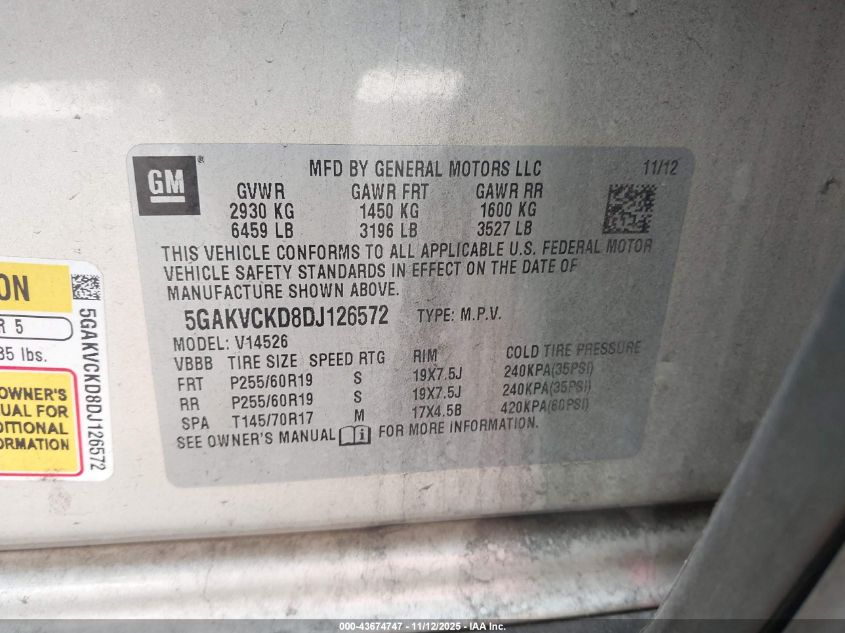 GM
MFD BY GENERAL MOTORS LLC 11/12
GVWR GAWR FRT GAWR RR
2930 KG 1450 KG 1600 KG
6459 LB 3196 LB 3527 LB
THIS VEHICLE CONFORMS TO ALL APPLICABLE U.S. FEDERAL MOTOR
VEHICLE SAFETY STANDARDS IN EFFECT ON THE DATE OF
MANUFACTURE SHOWN ABOVE.
5GAKVCKD8DJ126572 TYPE: M.P.V.
MODEL: V14526
VBBB TIRE SIZE SPEED RTG RIM COLD TIRE PRESSURE
FRT P255/60R19 S 19X7.5J 240KPA(35PSI)
RR P255/60R19 S 19X7.5J 240KPA(35PSI)
SPA T145/70R17 M 17X4.5B 420KPA(60PSI)
SEE OWNER'S MANUAL i FOR MORE INFORMATION.
ON
R 5
35 lbs.
OWNER'S
UAL FOR
DITIONAL
ORMATION
5GAKVCKD8DJ126572
000-43674747 - 11/12/2025 - IAA Inc.